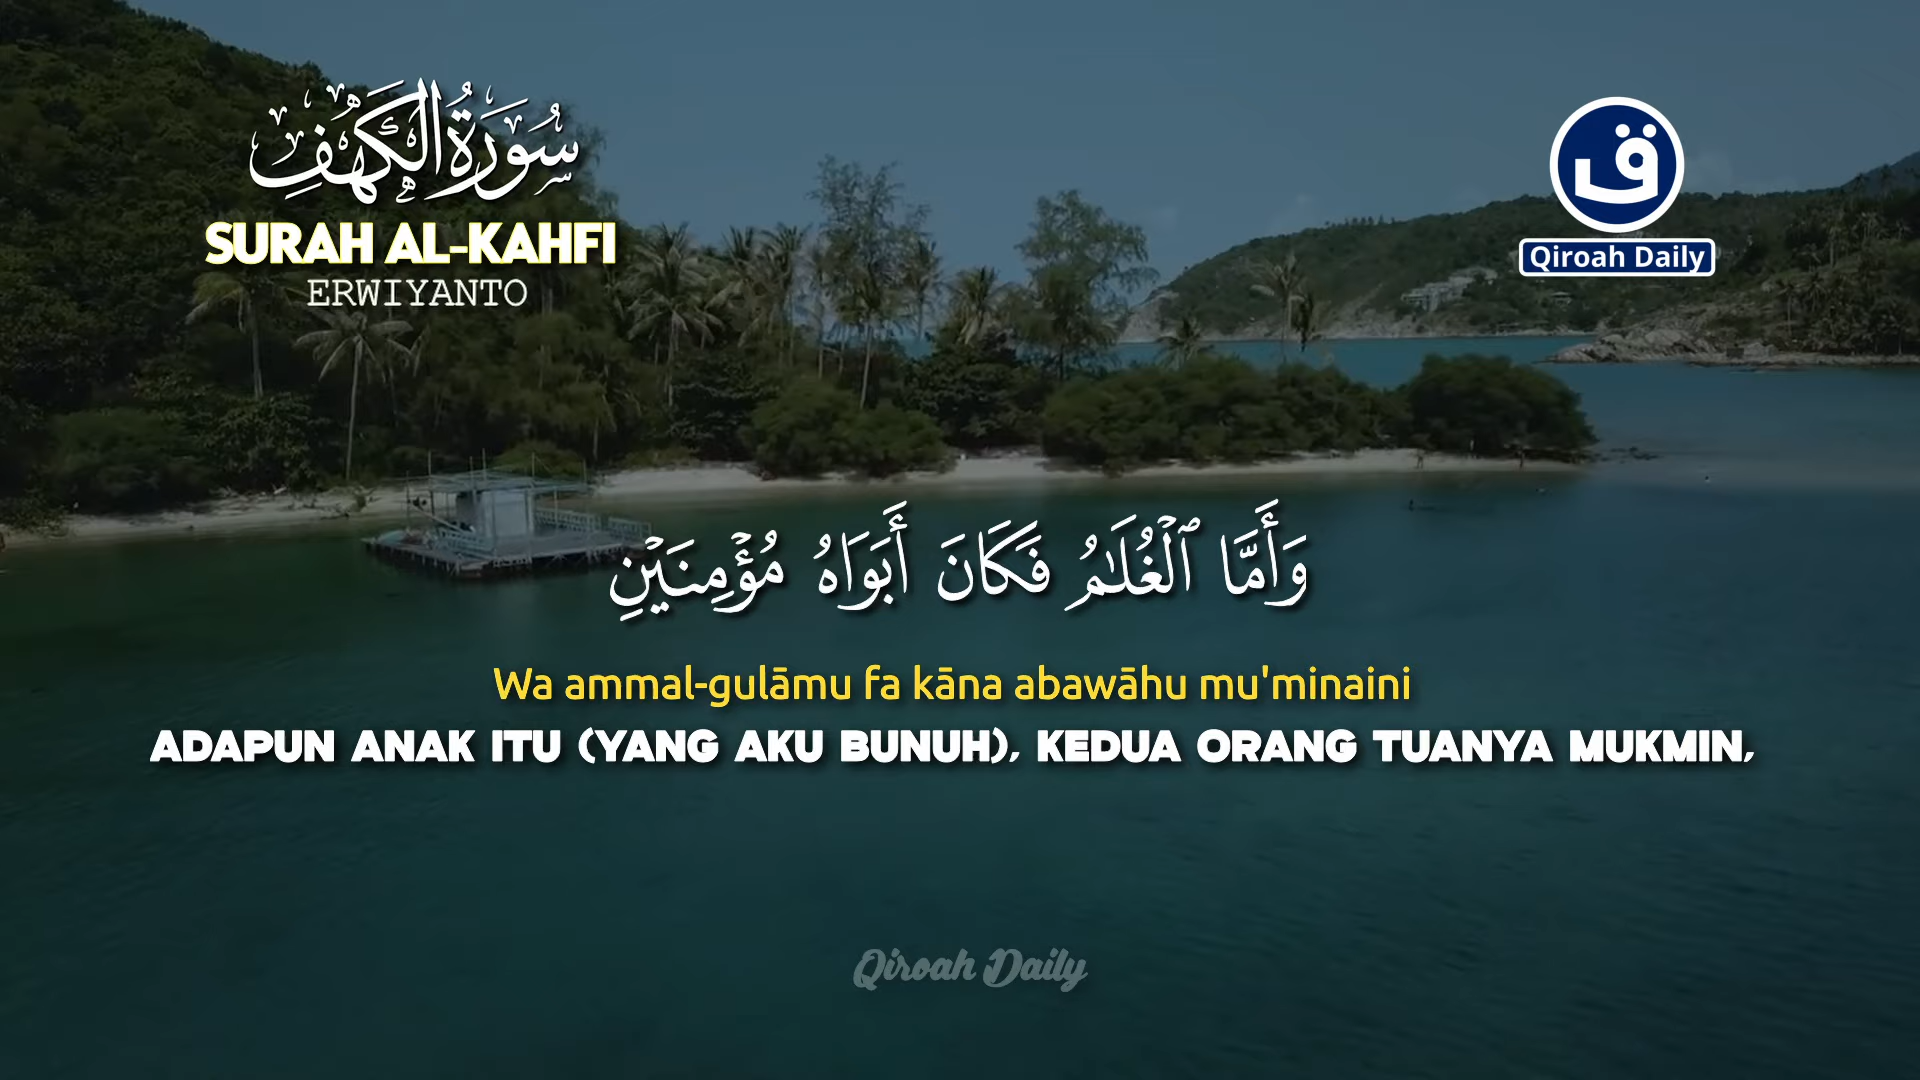 سُورَةُ الْكَهْفِ
SURAH AL-KAHFI
ERWIYANTO
ق
Qiroah Daily
وَأَمَّا ٱلْغُلَـٰمُ فَكَانَ أَبَوَاهُ مُؤْمِنَيْنِ
Wa ammal-gulāmu fa kāna abawāhu mu'minaini
ADAPUN ANAK ITU (YANG AKU BUNUH), KEDUA ORANG TUANYA MUKMIN,
Qiroah Daily